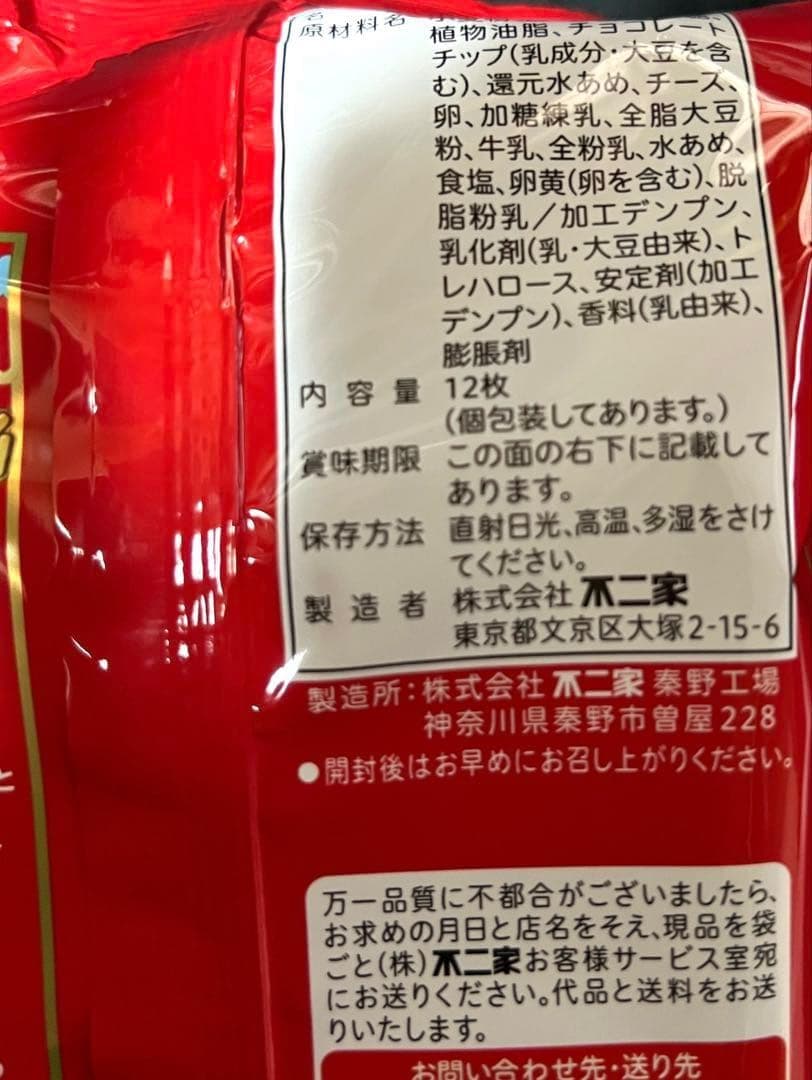 原材料名
植物油脂、チョコレート
チップ(乳成分・大豆を含
む)、還元水あめ、チーズ、
卵、加糖練乳、全脂大豆
粉、牛乳、全粉乳、水あめ、
食塩、卵黄(卵を含む)、脱
脂粉乳／加工デンプン、
乳化剤(乳・大豆由来)、ト
レハロース、安定剤(加工
デンプン)、香料(乳由来)、
膨脹剤
内容量 12枚
(個包装してあります。)
賞味期限 この面の右下に記載して
あります。
保存方法 直射日光、高温、多湿をさけ
てください。
製造者 株式会社 不二家
東京都文京区大塚2-15-6
製造所：株式会社 不二家 秦野工場
神奈川県秦野市曽屋228
●開封後はお早めにお召し上がりください。
万一品質に不都合がございましたら、
お求めの月日と店名をそえ、現品を袋
ごと(株)不二家お客様サービス室宛
にお送りください。代品と送料をお送
りいたします。
お問い合わせ先・送り先